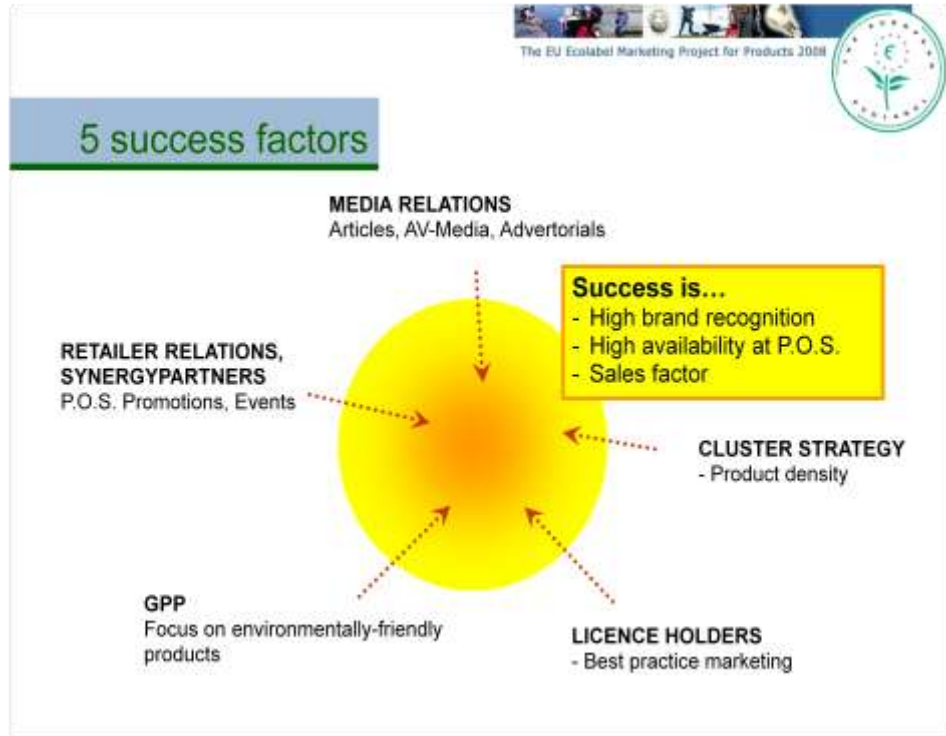 The EU Ecolabel Marketing Project for Products 2008
5 success factors
MEDIA RELATIONS
Articles, AV-Media, Advertorials
Success is...
- High brand recognition
- High availability at P.O.S.
- Sales factor
RETAILER RELATIONS,
SYNERGYPARTNERS
P.O.S. Promotions, Events
CLUSTER STRATEGY
- Product density
GPP
Focus on environmentally-friendly
products
LICENCE HOLDERS
- Best practice marketing